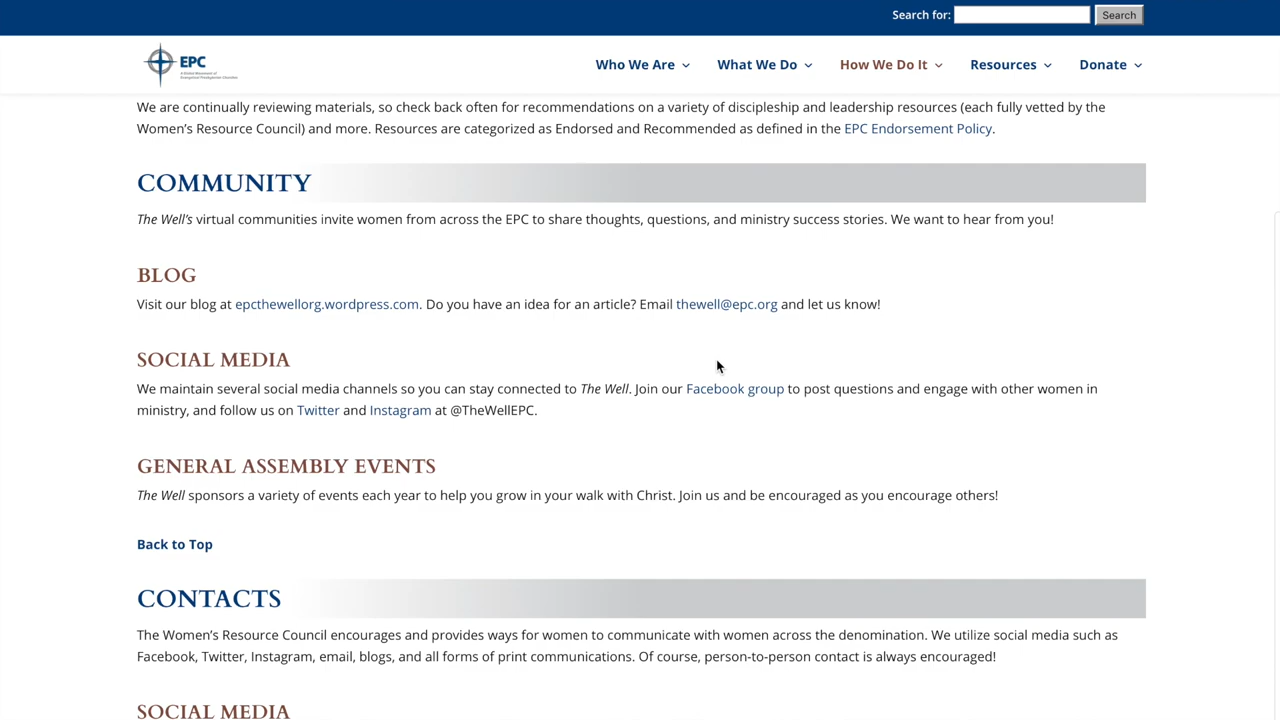 Search for:
Search
EPC
A Global Movement of
Evangelical Presbyterian Churches
Who We Are
What We Do
How We Do It
Resources
Donate
We are continually reviewing materials, so check back often for recommendations on a variety of discipleship and leadership resources (each fully vetted by the
Women’s Resource Council) and more. Resources are categorized as Endorsed and Recommended as defined in the EPC Endorsement Policy.
COMMUNITY
The Well’s virtual communities invite women from across the EPC to share thoughts, questions, and ministry success stories. We want to hear from you!
BLOG
Visit our blog at epcthewellorg.wordpress.com. Do you have an idea for an article? Email thewell@epc.org and let us know!
SOCIAL MEDIA
We maintain several social media channels so you can stay connected to The Well. Join our Facebook group to post questions and engage with other women in
ministry, and follow us on Twitter and Instagram at @TheWellEPC.
GENERAL ASSEMBLY EVENTS
The Well sponsors a variety of events each year to help you grow in your walk with Christ. Join us and be encouraged as you encourage others!
Back to Top
CONTACTS
The Women’s Resource Council encourages and provides ways for women to communicate with women across the denomination. We utilize social media such as
Facebook, Twitter, Instagram, email, blogs, and all forms of print communications. Of course, person-to-person contact is always encouraged!
SOCIAL MEDIA